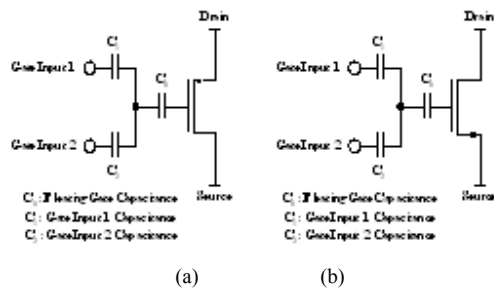 Drain
Drain
C
C
Gate Input 1
Gate Input 1
C
C
Gate Input 2
Gate Input 2
C
C
Source
Source
C : Floating Gate Capacitance
C : Floating Gate Capacitance
C : Gate Input 1 Capacitance
C : Gate Input 1 Capacitance
C : Gate Input 2 Capacitance
C : Gate Input 2 Capacitance
(a)
(b)